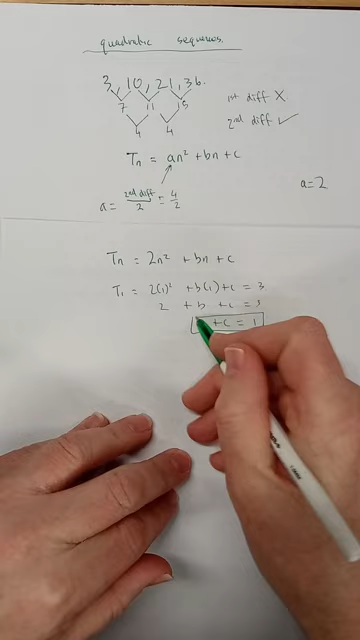 quadratic sequences.
3, 10, 21, 36.
7 11 15
1st diff X
4 4
2nd diff ✓
Tn = an² + bn + c
a = 2nd diff/2 = 4/2
a = 2
Tn = 2n² + bn + c
T₁ = 2(1)² + b(1) + c = 3
2 + b + c = 3
+ c = 1